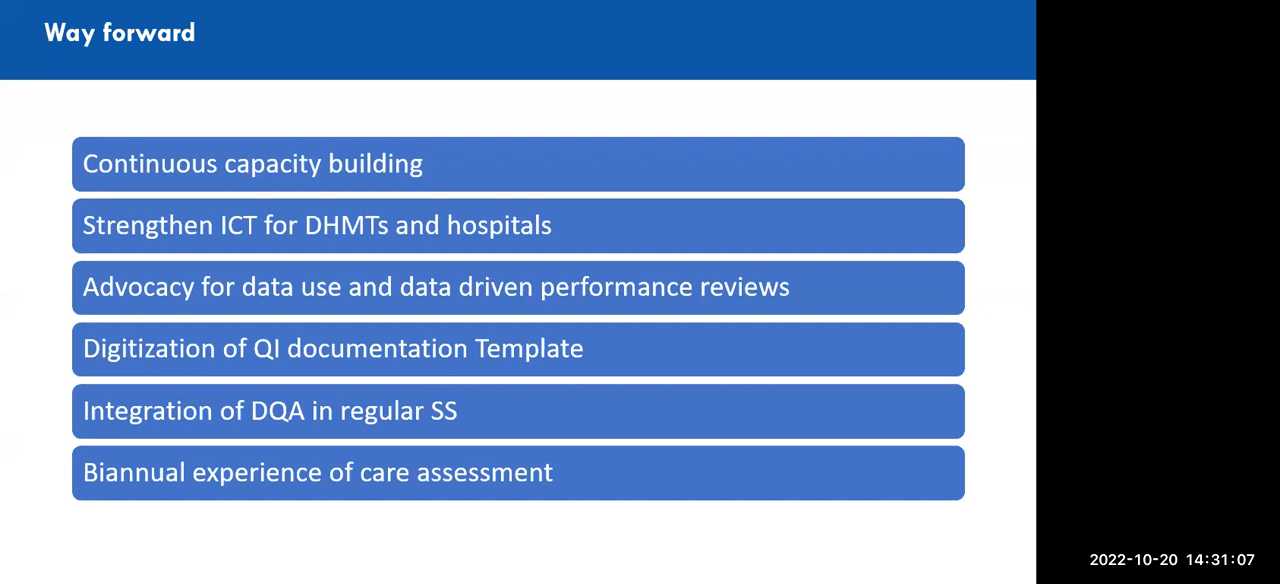 Way forward
Continuous capacity building
Strengthen ICT for DHMTs and hospitals
Advocacy for data use and data driven performance reviews
Digitization of QI documentation Template
Integration of DQA in regular SS
Biannual experience of care assessment
2022-10-20 14:31:07